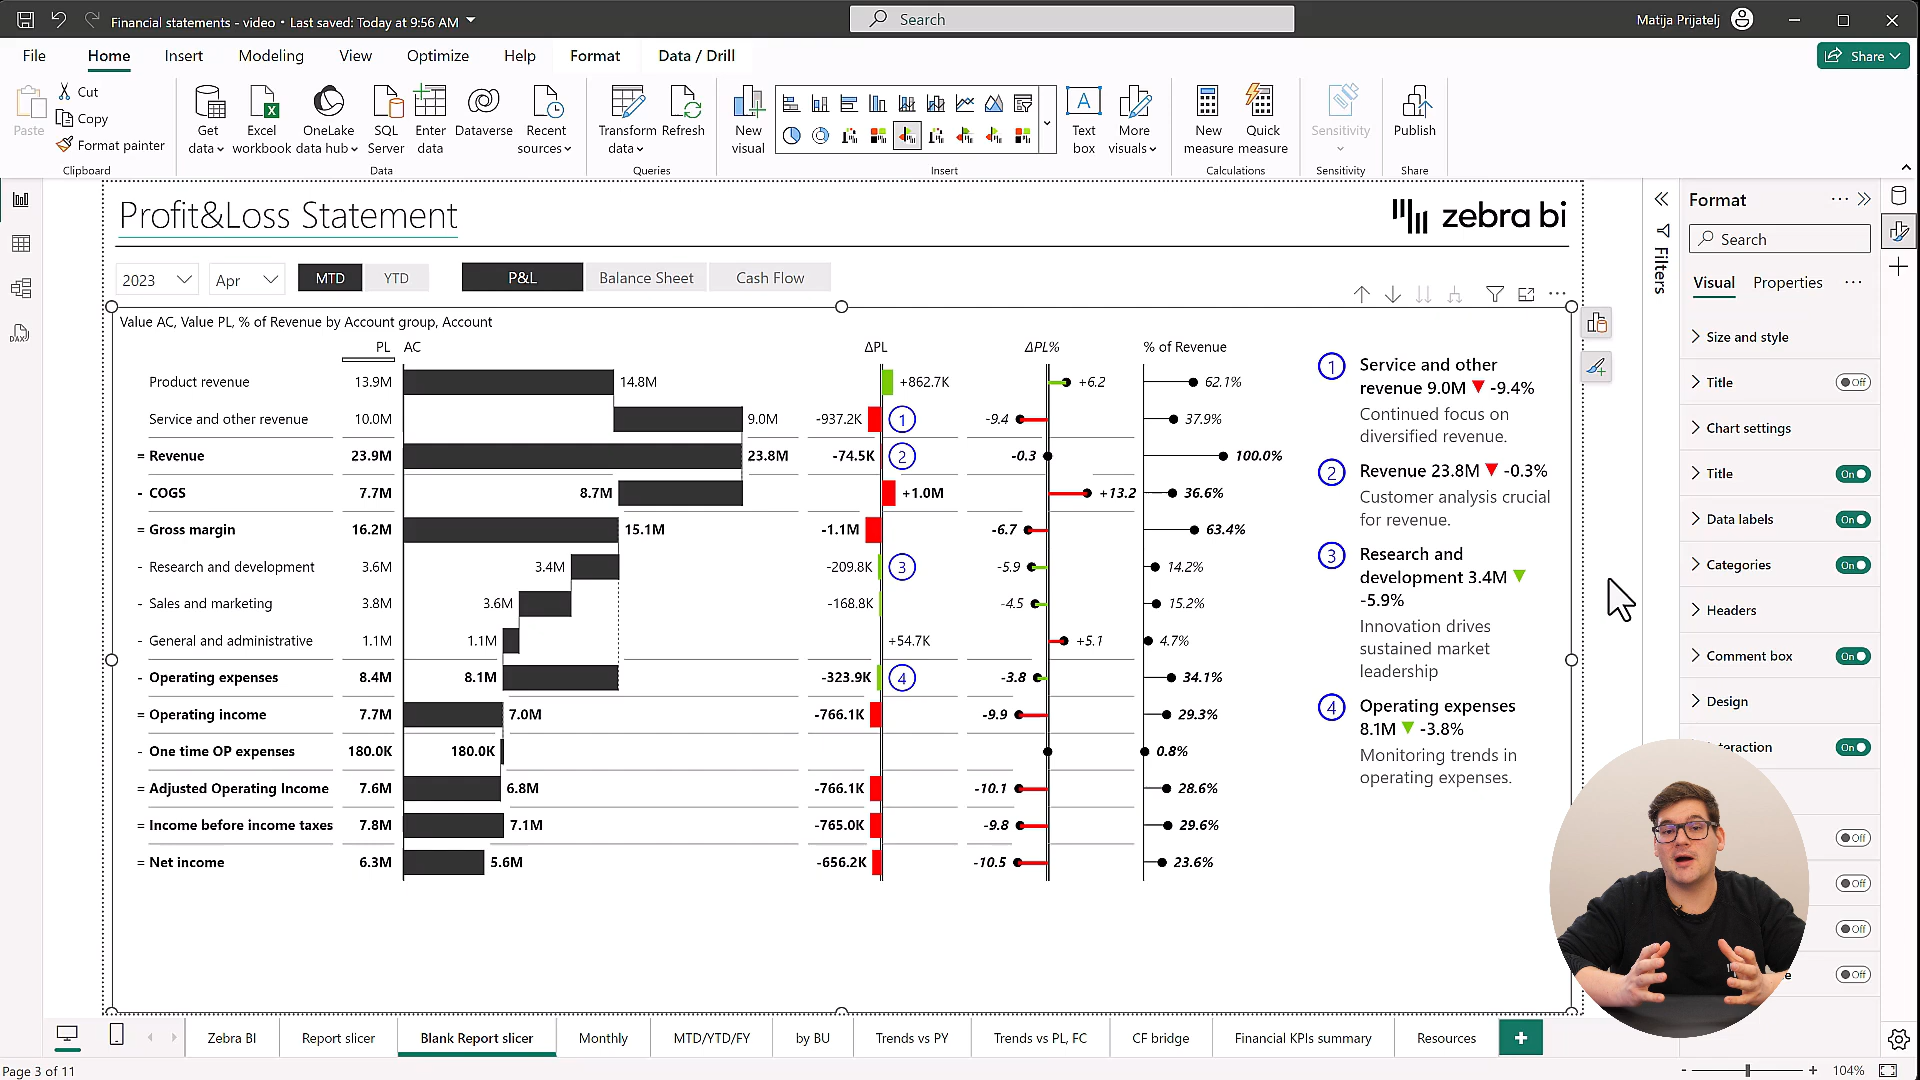 Financial statements - video • Last saved: Today at 9:56 AM
Search
Matija Prijatelj
File Home Insert Modeling View Optimize Help Format Data / Drill
Share
Paste
Cut
Copy
Format painter
Clipboard
Get data
Excel workbook
OneLake data hub
SQL Server
Enter data
Dataverse
Recent sources
Data
Transform data
Refresh
Queries
New visual
Text box
More visuals
Insert
New measure
Quick measure
Calculations
Sensitivity
Sensitivity
Publish
Share
Profit&Loss Statement
zebra bi
2023 Apr MTD YTD P&L Balance Sheet Cash Flow
Value AC, Value PL, % of Revenue by Account group, Account
PL AC ΔPL ΔPL% % of Revenue
Product revenue 13.9M 14.8M +862.7K +6.2 62.1%
Service and other revenue 10.0M 9.0M -937.2K 1 -9.4 37.9%
= Revenue 23.9M 23.8M -74.5K 2 -0.3 100.0%
- COGS 7.7M 8.7M +1.0M +13.2 36.6%
= Gross margin 16.2M 15.1M -1.1M -6.7 63.4%
- Research and development 3.6M 3.4M -209.8K 3 -5.9 14.2%
- Sales and marketing 3.8M 3.6M -168.8K -4.5 15.2%
- General and administrative 1.1M 1.1M +54.7K +5.1 4.7%
- Operating expenses 8.4M 8.1M -323.9K 4 -3.8 34.1%
= Operating income 7.7M 7.0M -766.1K -9.9 29.3%
- One time OP expenses 180.0K 180.0K 0.8%
= Adjusted Operating Income 7.6M 6.8M -766.1K -10.1 28.6%
= Income before income taxes 7.8M 7.1M -765.0K -9.8 29.6%
= Net income 6.3M 5.6M -656.2K -10.5 23.6%
1 Service and other
revenue 9.0M ▼ -9.4%
Continued focus on
diversified revenue.
2 Revenue 23.8M ▼ -0.3%
Customer analysis crucial
for revenue.
3 Research and
development 3.4M ▼
-5.9%
Innovation drives
sustained market
leadership
4 Operating expenses
8.1M ▼ -3.8%
Monitoring trends in
operating expenses.
Filters
Format
Search
Visual Properties
Size and style
Title Off
Chart settings
Title On
Data labels On
Categories On
Headers
Comment box On
Design
nteraction On
Off
Off
Off
Off
Zebra BI Report slicer Blank Report slicer Monthly MTD/YTD/FY by BU Trends vs PY Trends vs PL, FC CF bridge Financial KPIs summary Resources +
Page 3 of 11
- + 104%